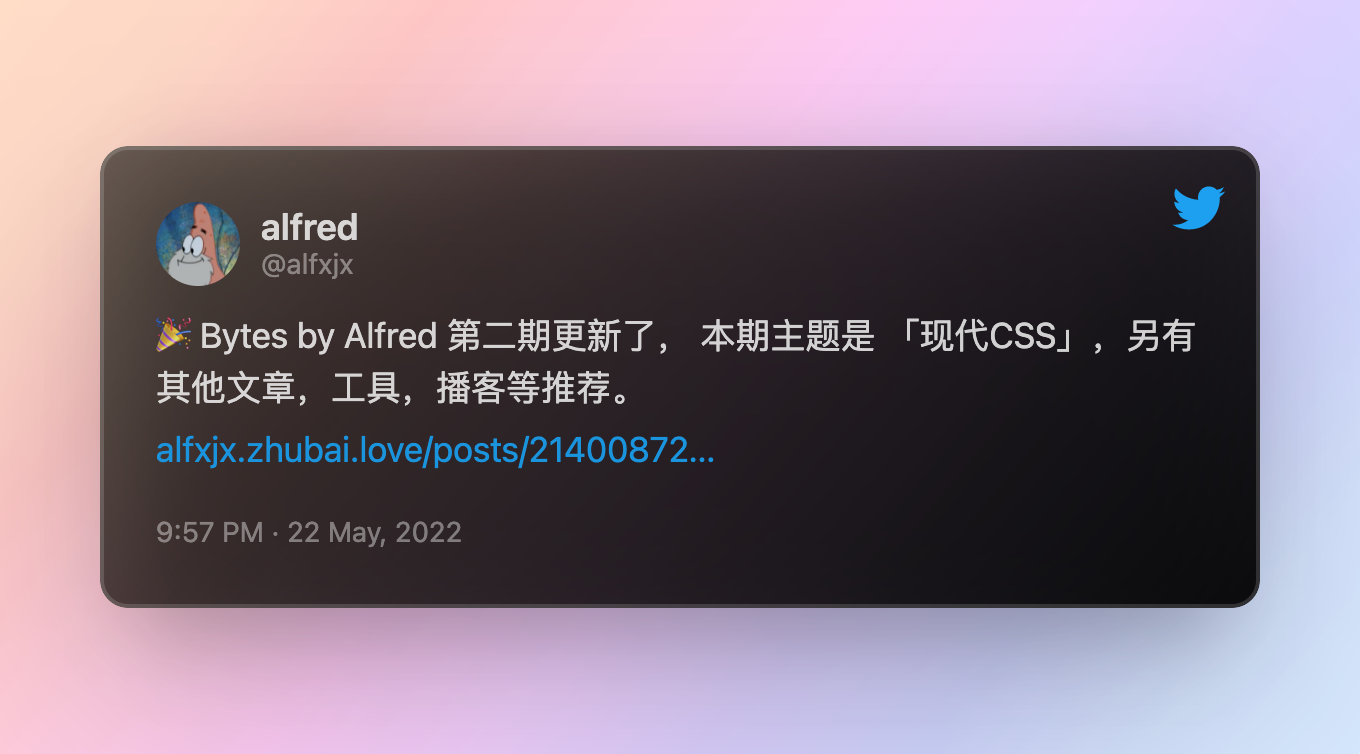 alfred
@alfxjx
🎉 Bytes by Alfred 第二期更新了， 本期主题是 「现代CSS」，另有
其他文章，工具，播客等推荐。
alfxjx.zhubai.love/posts/21400872…
9:57 PM · 22 May, 2022